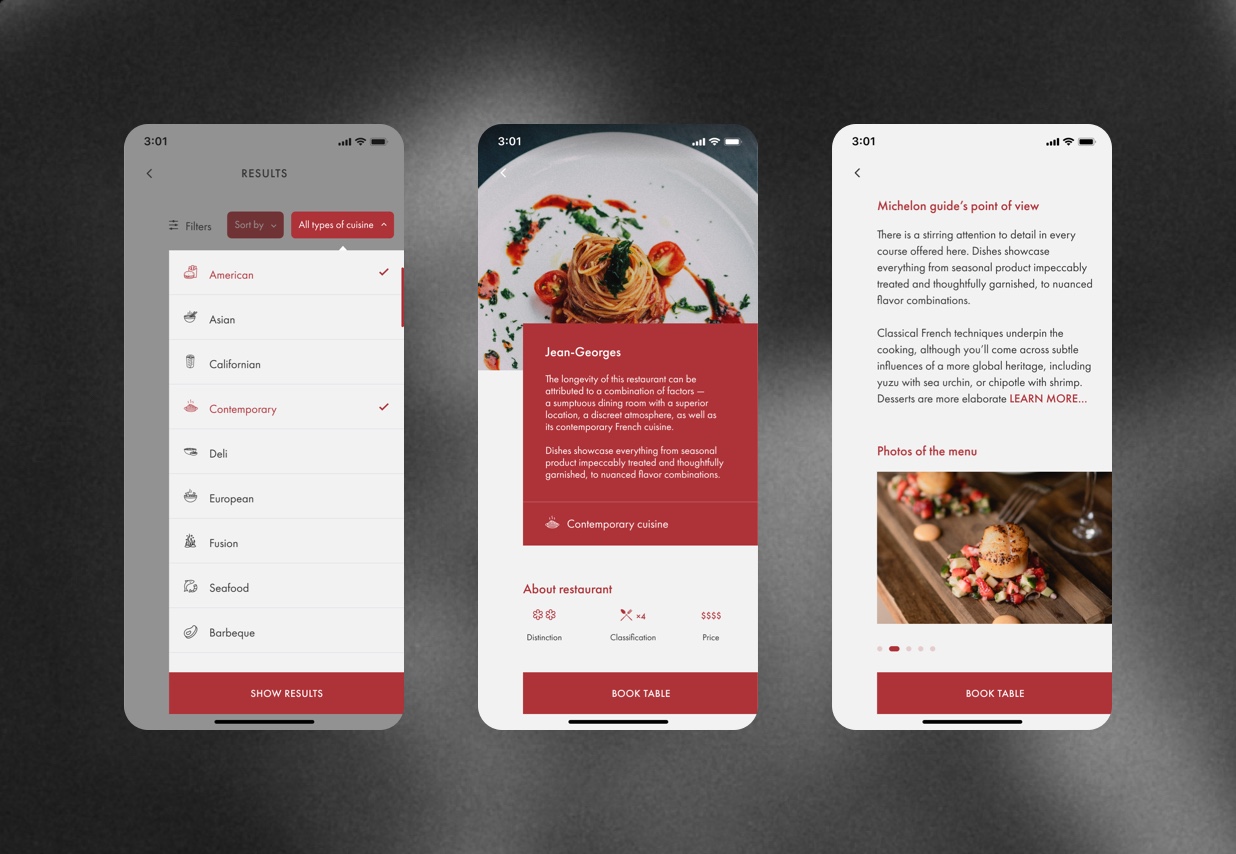 3:01
RESULTS
Filters
Sort by
All types of cuisine
American
Asian
Californian
Contemporary
Deli
European
Fusion
Seafood
Barbeque
SHOW RESULTS
3:01
Jean-Georges
The longevity of this restaurant can be
attributed to a combination of factors —
a sumptuous dining room with a superior
location, a discreet atmosphere, as well as
its contemporary French cuisine.
Dishes showcase everything from seasonal
product impeccably treated and thoughtfully
garnished, to nuanced flavor combinations.
Contemporary cuisine
About restaurant
×4
$$$$
Distinction
Classification
Price
BOOK TABLE
3:01
Michelon guide's point of view
There is a stirring attention to detail in every
course offered here. Dishes showcase
everything from seasonal product impeccably
treated and thoughtfully garnished, to nuanced
flavor combinations.
Classical French techniques underpin the
cooking, although you'll come across subtle
influences of a more global heritage, including
yuzu with sea urchin, or chipotle with shrimp.
Desserts are more elaborate LEARN MORE...
Photos of the menu
BOOK TABLE